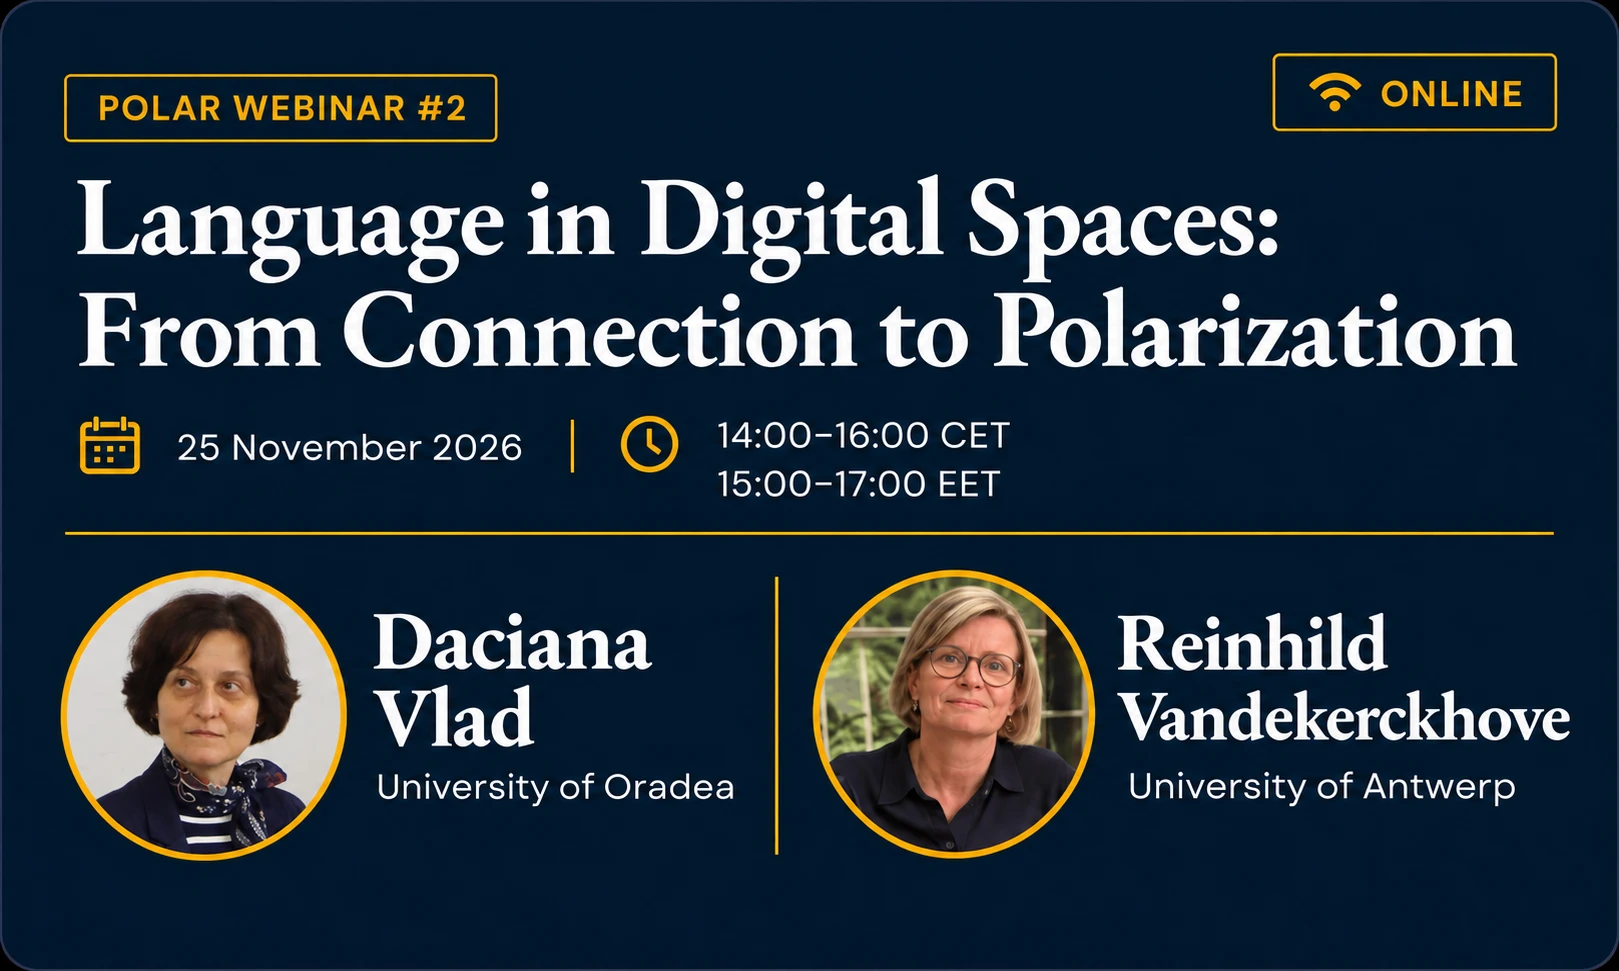 POLAR WEBINAR #2
ONLINE
Language in Digital Spaces:
From Connection to Polarization
25 November 2026
14:00–16:00 CET
15:00–17:00 EET
Daciana
Vlad
University of Oradea
Reinhild
Vandekerckhove
University of Antwerp